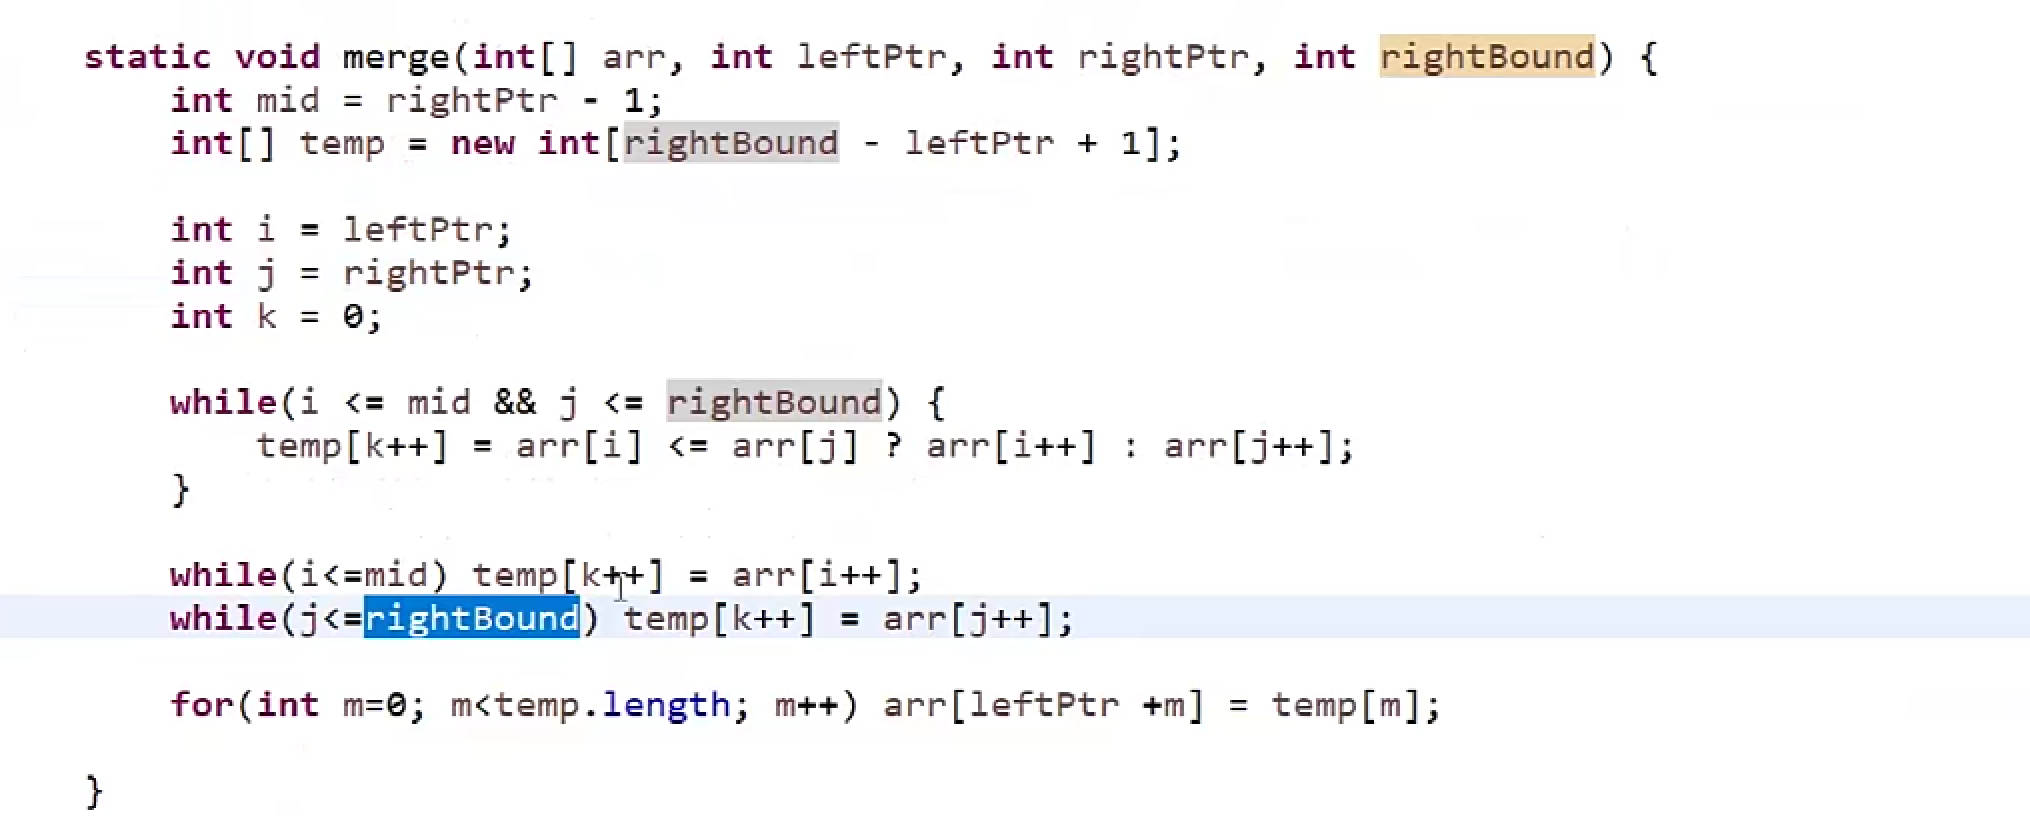 static void merge(int[] arr, int leftPtr, int rightPtr, int rightBound) {
int mid = rightPtr - 1;
int[] temp = new int[rightBound - leftPtr + 1];
int i = leftPtr;
int j = rightPtr;
int k = 0;
while(i <= mid && j <= rightBound) {
temp[k++] = arr[i] <= arr[j] ? arr[i++] : arr[j++];
}
while(i<=mid) temp[k++] = arr[i++];
while(j<=rightBound) temp[k++] = arr[j++];
for(int m=0; m<temp.length; m++) arr[leftPtr +m] = temp[m];
}